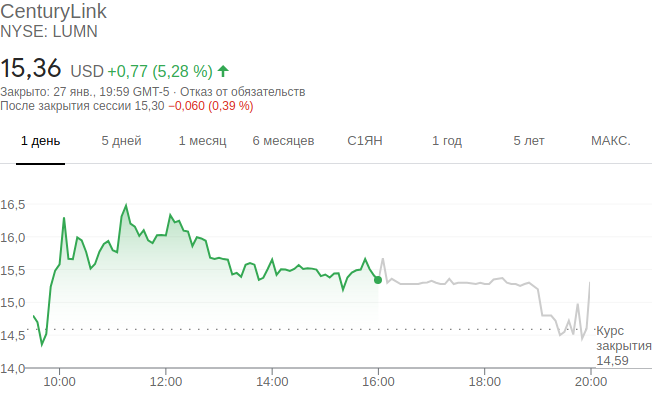 CenturyLink
NYSE: LUMN
15,36 USD +0,77 (5,28 %)
Закрыто: 27 янв., 19:59 GMT-5 · Отказ от обязательств
После закрытия сессии 15,30 −0,060 (0,39 %)
1 день 5 дней 1 месяц 6 месяцев С1ЯН 1 год 5 лет МАКС.
16,5
16,0
15,5
15,0
14,5
Курс
закрытия
14,59
14,0
10:00 12:00 14:00 16:00 18:00 20:00